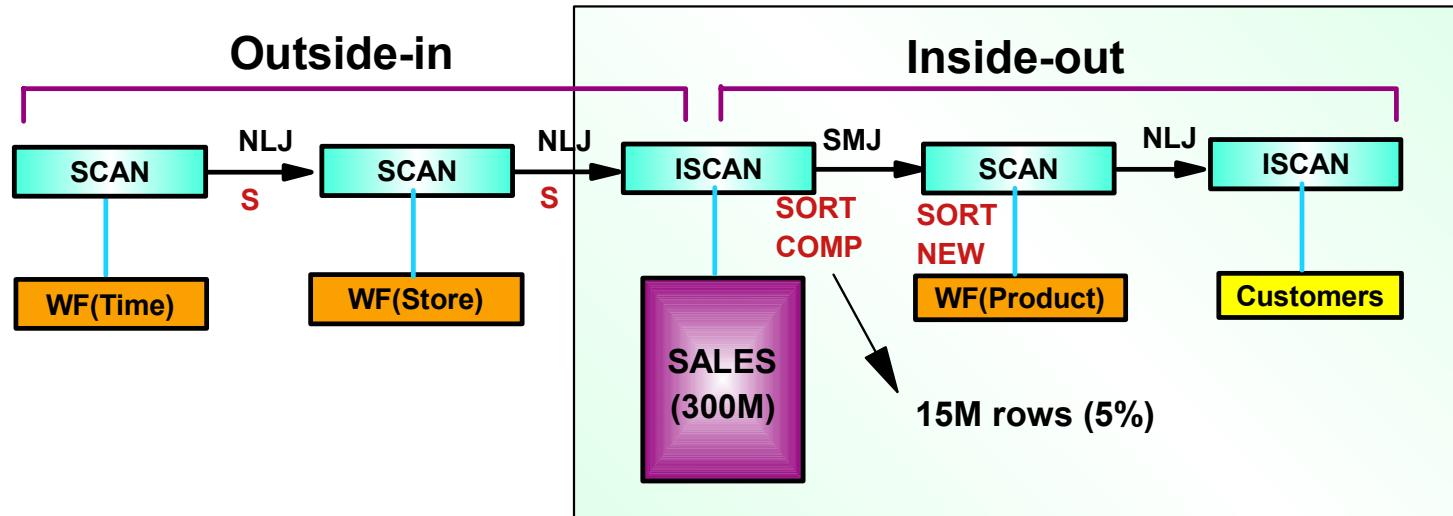 Outside-in
Inside-out
NLJ
NLJ
SMJ
NLJ
SCAN
SCAN
ISCAN
SCAN
ISCAN
S
S
SORT
COMP
SORT
NEW
WF(Time)
WF(Store)
WF(Product)
Customers
SALES
(300M)
15M rows (5%)